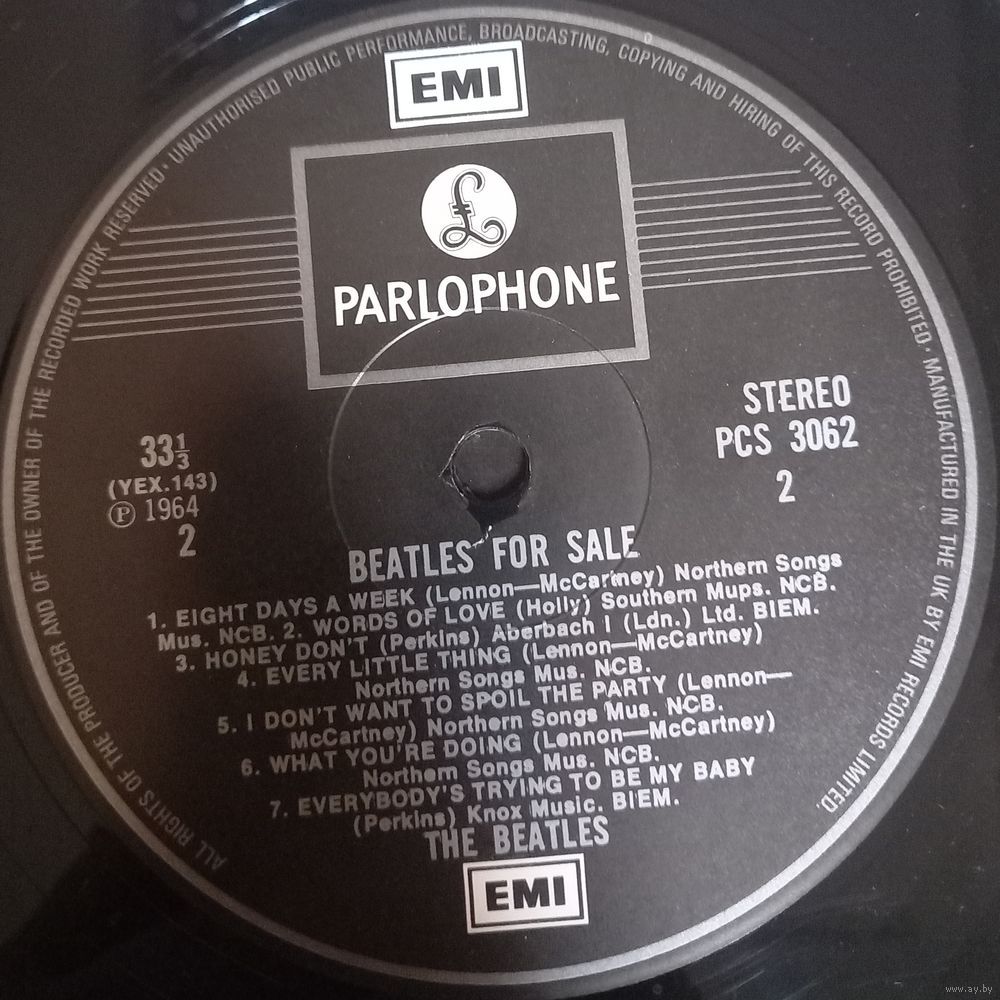 ALL RIGHTS OF THE PRODUCER AND OF THE OWNER OF THE RECORDED WORK RESERVED · UNAUTHORISED PUBLIC PERFORMANCE, BROADCASTING, COPYING AND HIRING OF THIS RECORD PROHIBITED · MANUFACTURED IN THE UK BY EMI RECORDS LIMITED.
EMI
£
PARLOPHONE
33⅓
(YEX.143)
℗ 1964
2
STEREO
PCS 3062
2
BEATLES FOR SALE
1. EIGHT DAYS A WEEK (Lennon—McCartney) Northern Songs
Mus. NCB. 2. WORDS OF LOVE (Holly) Southern Mups. NCB.
3. HONEY DON'T (Perkins) Aberbach I (Ldn.) Ltd. BIEM.
4. EVERY LITTLE THING (Lennon—McCartney)
Northern Songs Mus. NCB.
5. I DON'T WANT TO SPOIL THE PARTY (Lennon—
McCartney) Northern Songs Mus. NCB.
6. WHAT YOU'RE DOING (Lennon—McCartney)
Northern Songs Mus. NCB.
7. EVERYBODY'S TRYING TO BE MY BABY
(Perkins) Knox Music. BIEM.
THE BEATLES
EMI
www.ay.by